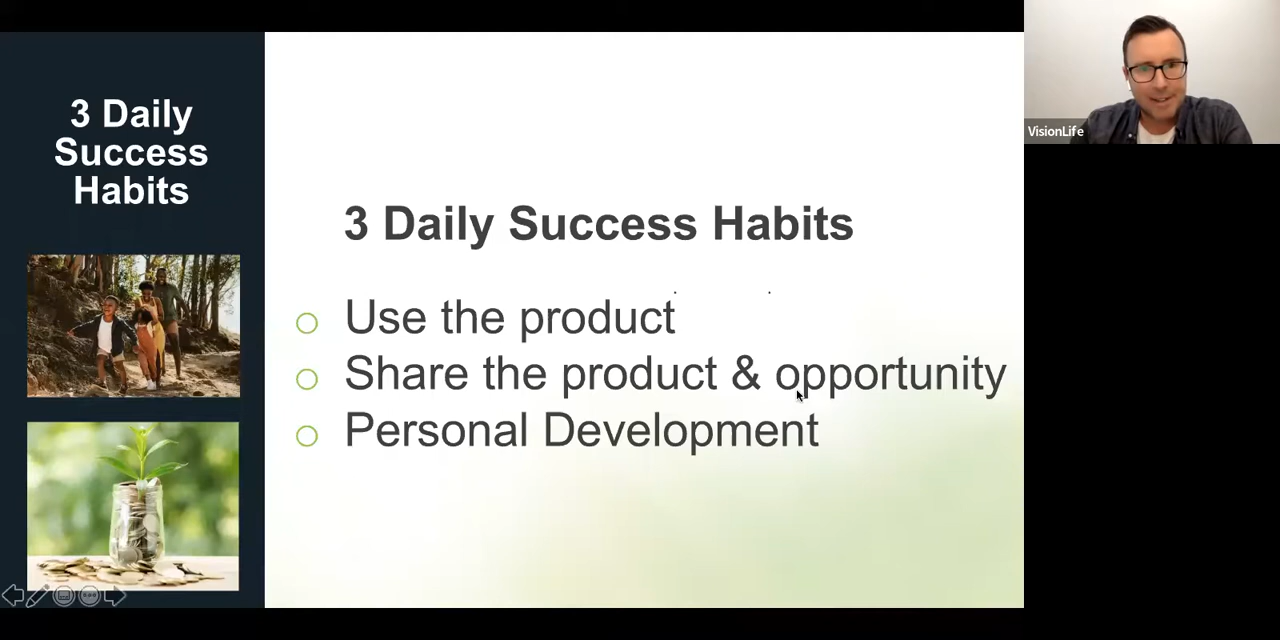 3 Daily
Success
Habits
3 Daily Success Habits
Use the product
Share the product & opportunity
Personal Development
VisionLife